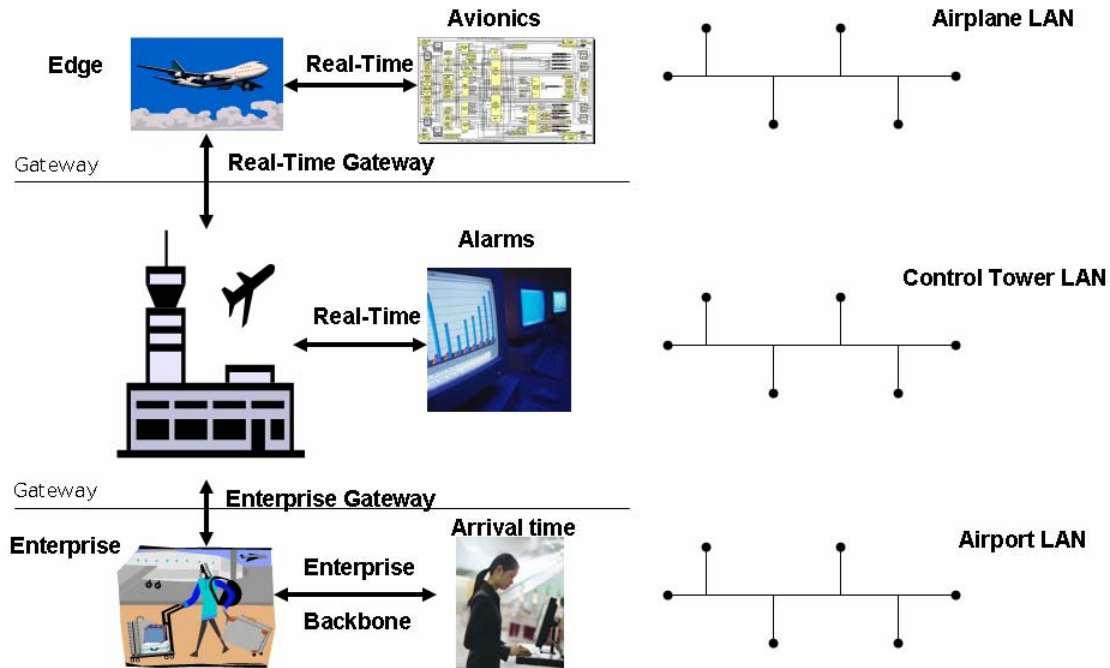 Avionics
Airplane LAN
Edge
Real-Time
Gateway
Real-Time Gateway
Alarms
Control Tower LAN
Real-Time
Gateway
Enterprise Gateway
Arrival time
Enterprise
Airport LAN
Enterprise
Backbone